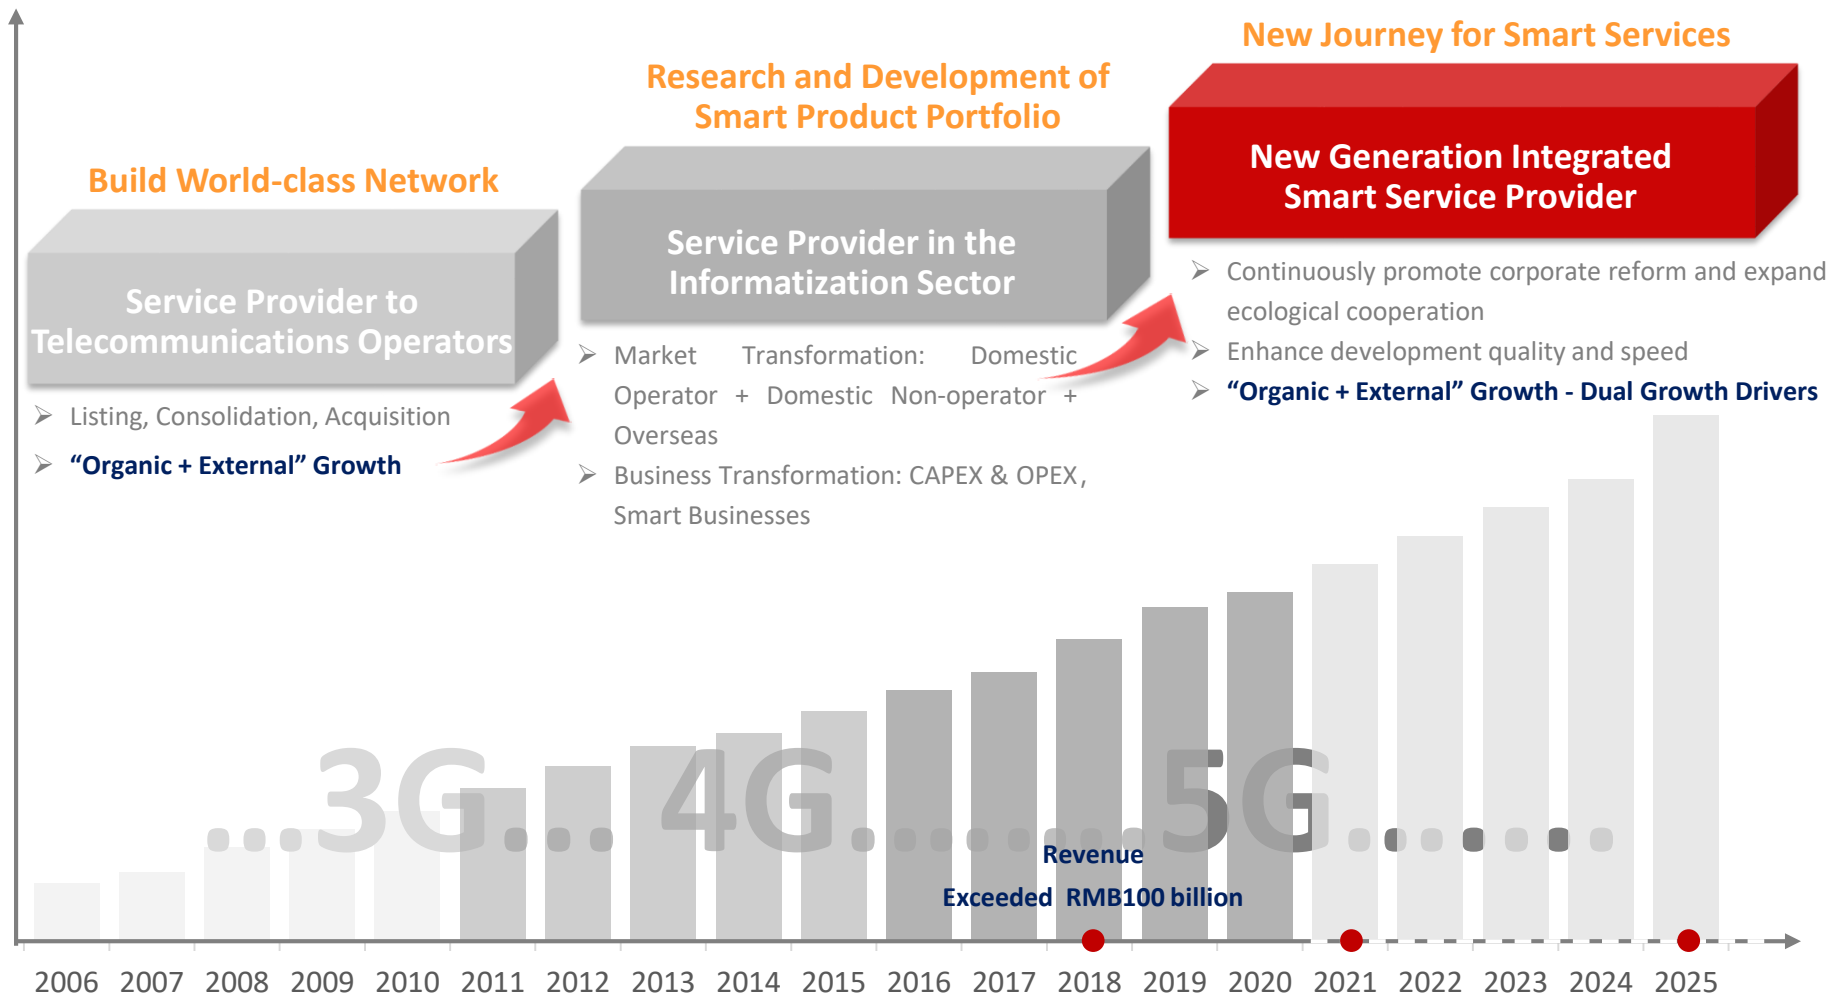 New Journey for Smart Services
Research and Development of
Smart Product Portfolio
Build World-class Network
New Generation Integrated
Smart Service Provider
Service Provider in the
Informatization Sector
Service Provider to
Telecommunications Operators
➢ Listing, Consolidation, Acquisition
➢ “Organic + External” Growth
➢ Market Transformation: Domestic
Operator + Domestic Non-operator +
Overseas
➢ Business Transformation: CAPEX & OPEX,
Smart Businesses
➢ Continuously promote corporate reform and expand
ecological cooperation
➢ Enhance development quality and speed
➢ “Organic + External” Growth - Dual Growth Drivers
...3G... 4G........5G.......
Revenue
Exceeded RMB100 billion
2006 2007 2008 2009 2010 2011 2012 2013 2014 2015 2016 2017 2018 2019 2020 2021 2022 2023 2024 2025